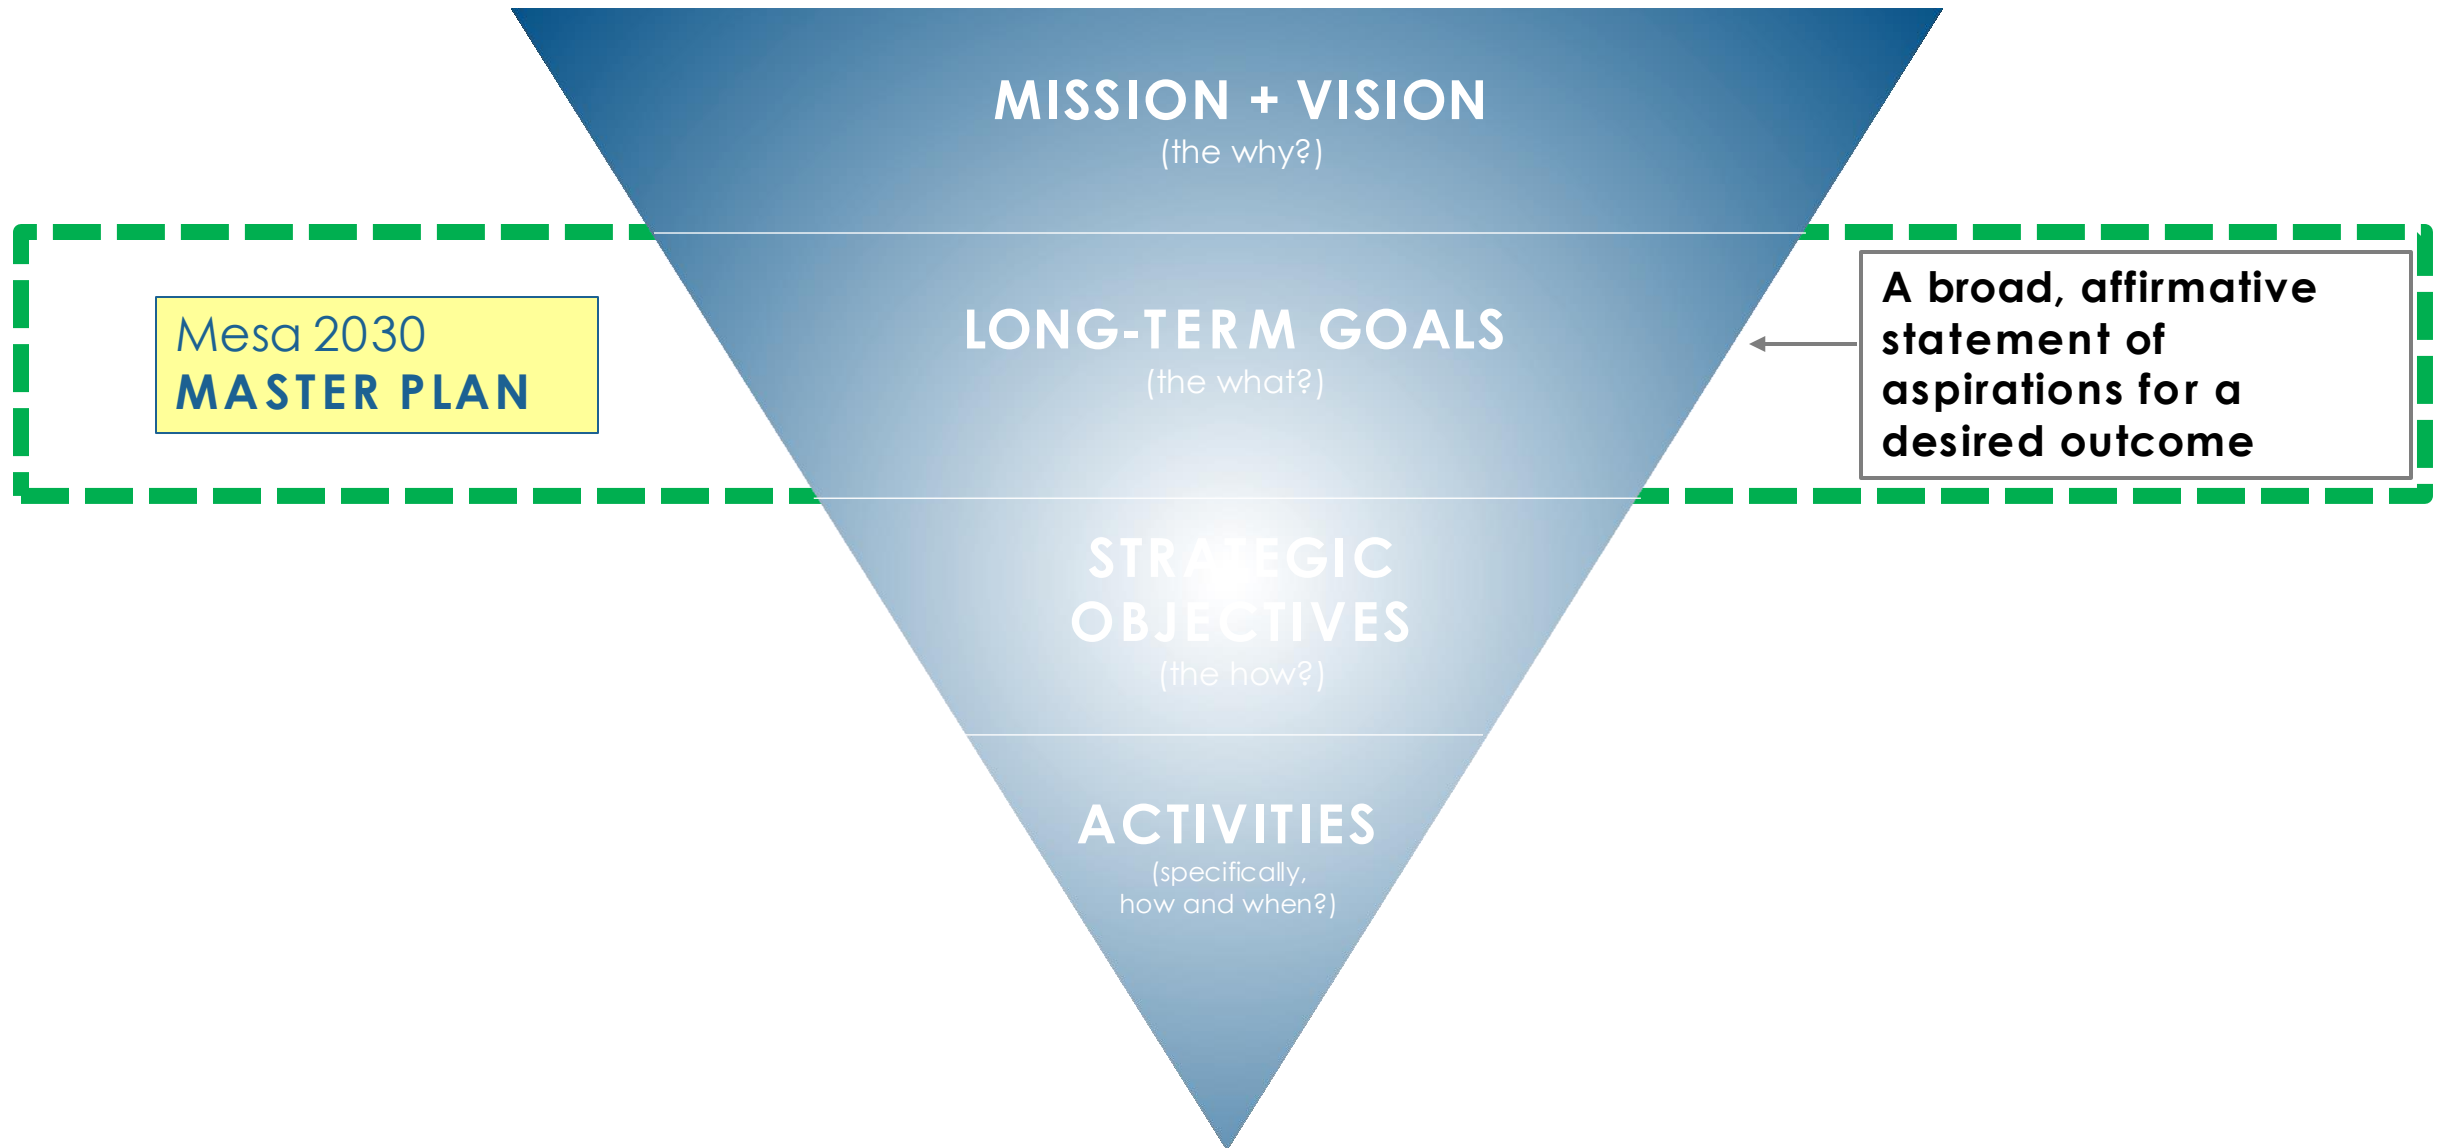 MISSION + VISION
(the why?)
Mesa 2030
MASTER PLAN
LONG-TERM GOALS
(the what?)
A broad, affirmative
statement of
aspirations for a
desired outcome
STRATEGIC
OBJECTIVES
(the how?)
ACTIVITIES
(specifically,
how and when?)